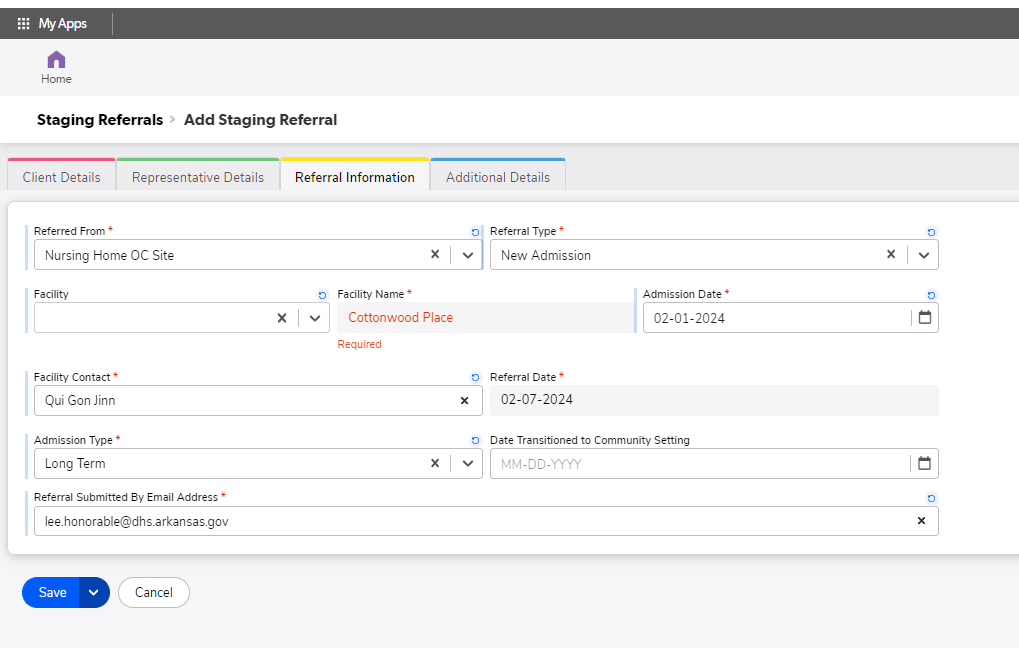 My Apps
Home
Staging Referrals > Add Staging Referral
Client Details Representative Details Referral Information Additional Details
Referred From * Referral Type *
Nursing Home OC Site New Admission
Facility Facility Name * Admission Date *
Cottonwood Place 02-01-2024
Required
Facility Contact * Referral Date *
Qui Gon Jinn 02-07-2024
Admission Type * Date Transitioned to Community Setting
Long Term MM-DD-YYYY
Referral Submitted By Email Address *
lee.honorable@dhs.arkansas.gov
Save Cancel